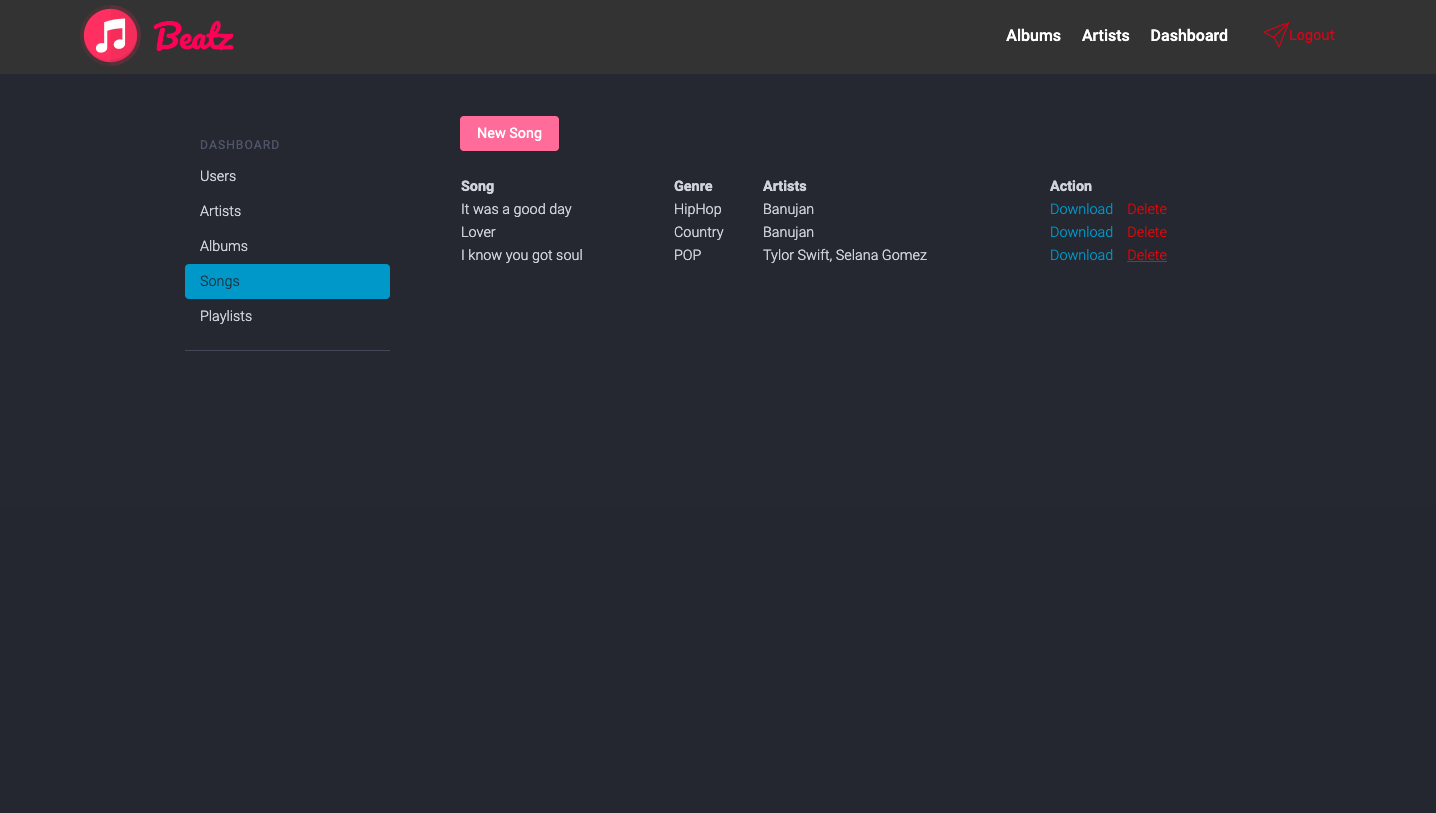 Beatz Albums Artists Dashboard Logout
New Song
DASHBOARD
Users
Artists
Albums
Songs
Playlists
Song Genre Artists Action
It was a good day HipHop Banujan Download Delete
Lover Country Banujan Download Delete
I know you got soul POP Tylor Swift, Selana Gomez Download Delete